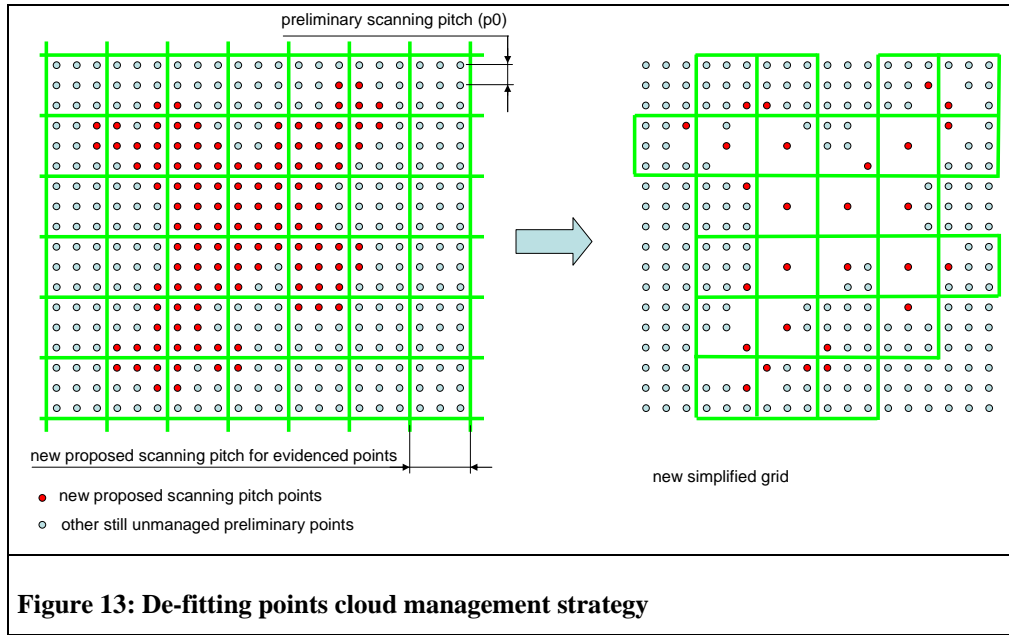 preliminary scanning pitch (p0)
new proposed scanning pitch for evidenced points
new simplified grid
new proposed scanning pitch points
other still unmanaged preliminary points
Figure 13: De-fitting points cloud management strategy